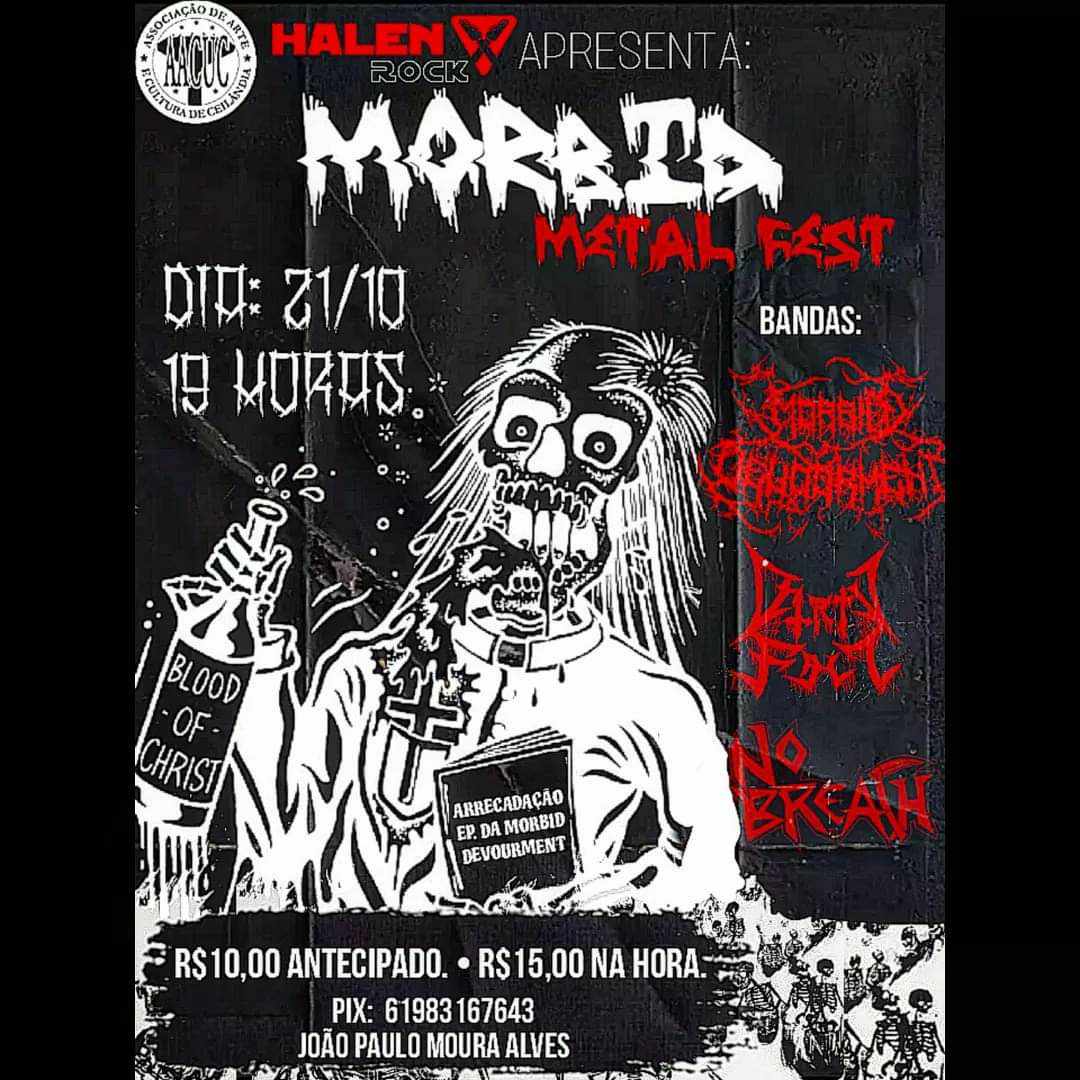 ASSOCIAÇÃO DE ARTE
E CULTURA DE CEILÂNDIA
AACUC
HALEN
ROCK
APRESENTA:
MORBID
METAL FEST
DIA: 21/10
19 HORAS
BANDAS:
MORBID
DEVOURMENT
DIRTY
FOUL
NO
BREATH
BLOOD
- OF -
CHRIST
ARRECADAÇÃO
EP. DA MORBID
DEVOURMENT
R$10,00 ANTECIPADO. • R$15,00 NA HORA.
PIX: 61983167643
JOÃO PAULO MOURA ALVES